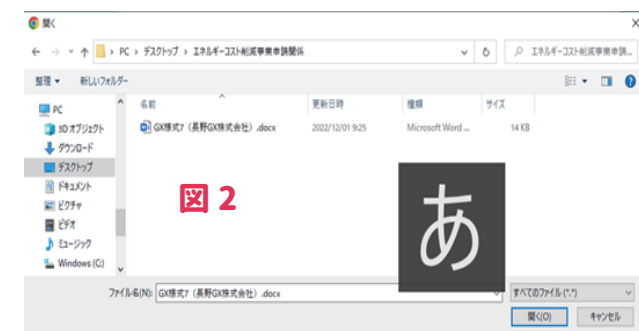 開く
PC › デスクトップ › エネルギーコスト削減事業申請関係
エネルギーコスト削減事業申請...
整理 新しいフォルダー
PC
3D オブジェクト
ダウンロード
デスクトップ
ドキュメント
ピクチャ
ビデオ
ミュージック
Windows (C:)
名前 更新日時 種類 サイズ
GX様式7（長野GX株式会社）.docx 2022/12/01 9:25 Microsoft Word ... 14 KB
図 2
あ
ファイル名(N): GX様式7（長野GX株式会社）.docx すべてのファイル (*.*)
開く(O) キャンセル